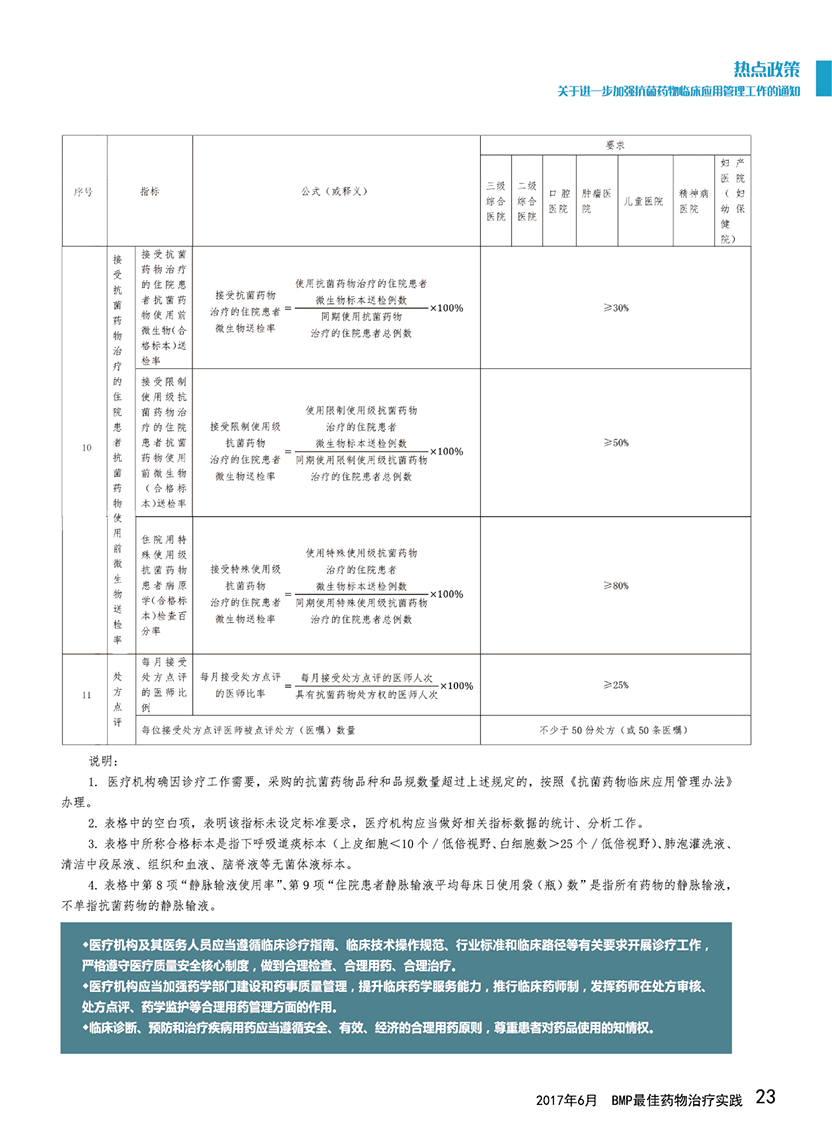 热点政策
关于进一步加强抗菌药物临床应用管理工作的通知
序号
指标
公式（或释义）
要求
三级
综合
医院
二级
综合
医院
口腔
医院
肿瘤医
院
儿童医院
精神病
医院
妇产
医院
（妇
幼保
健
院）
10
接
受
抗
菌
药
物
治
疗
的
住
院
患
者
抗
菌
药
物
使
用
前
微
生
物
送
检
率
接受抗菌
药物治疗
的住院患
者抗菌药
物使用前
微生物(合
格标本)送
检率
接受抗菌药物
治疗的住院患者
微生物送检率
=
使用抗菌药物治疗的住院患者
微生物标本送检例数
同期使用抗菌药物
治疗的住院患者总例数
×100%
≥30%
接受限制
使用级抗
菌药物治
疗的住院
患者抗菌
药物使用
前微生物
（合格标
本)送检率
接受限制使用级
抗菌药物
治疗的住院患者
微生物送检率
=
使用限制使用级抗菌药物
治疗的住院患者
微生物标本送检例数
同期使用限制使用级抗菌药物
治疗的住院患者总例数
×100%
≥50%
住院用特
殊使用级
抗菌药物
患者病原
学(合格标
本)检查百
分率
接受特殊使用级
抗菌药物
治疗的住院患者
微生物送检率
=
使用特殊使用级抗菌药物
治疗的住院患者
微生物标本送检例数
同期使用特殊使用级抗菌药物
治疗的住院患者总例数
×100%
≥80%
11
处
方
点
评
每月接受
处方点评
的医师比
例
每月接受处方点评
的医师比率
=
每月接受处方点评的医师人次
具有抗菌药物处方权的医师人次
×100%
≥25%
每位接受处方点评医师被点评处方（医嘱）数量
不少于50份处方（或50条医嘱）
说明：
1. 医疗机构确因诊疗工作需要，采购的抗菌药物品种和品规数量超过上述规定的，按照《抗菌药物临床应用管理办法》
办理。
2. 表格中的空白项，表明该指标未设定标准要求，医疗机构应当做好相关指标数据的统计、分析工作。
3. 表格中所称合格标本是指下呼吸道痰标本（上皮细胞＜10个／低倍视野、白细胞数＞25个／低倍视野）、肺泡灌洗液、
清洁中段尿液、组织和血液、脑脊液等无菌体液标本。
4. 表格中第8项“静脉输液使用率”、第9项“住院患者静脉输液平均每床日使用袋（瓶）数”是指所有药物的静脉输液，
不单指抗菌药物的静脉输液。
◆医疗机构及其医务人员应当遵循临床诊疗指南、临床技术操作规范、行业标准和临床路径等有关要求开展诊疗工作，
严格遵守医疗质量安全核心制度，做到合理检查、合理用药、合理治疗。
◆医疗机构应当加强药学部门建设和药事质量管理，提升临床药学服务能力，推行临床药师制，发挥药师在处方审核、
处方点评、药学监护等合理用药管理方面的作用。
◆临床诊断、预防和治疗疾病用药应当遵循安全、有效、经济的合理用药原则，尊重患者对药品使用的知情权。
2017年6月 BMP最佳药物治疗实践 23